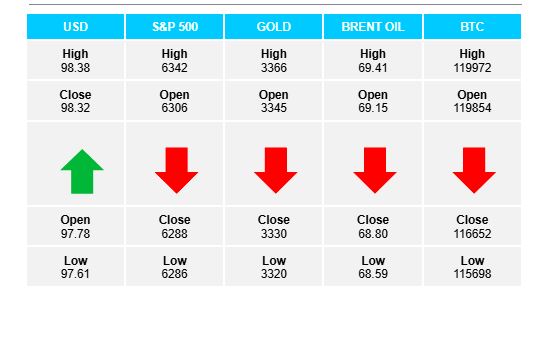 USD S&P 500 GOLD BRENT OIL BTC
High High High High High
98.38 6342 3366 69.41 119972
Close Open Open Open Open
98.32 6306 3345 69.15 119854
Open Close Close Close Close
97.78 6288 3330 68.80 116652
Low Low Low Low Low
97.61 6286 3320 68.59 115698